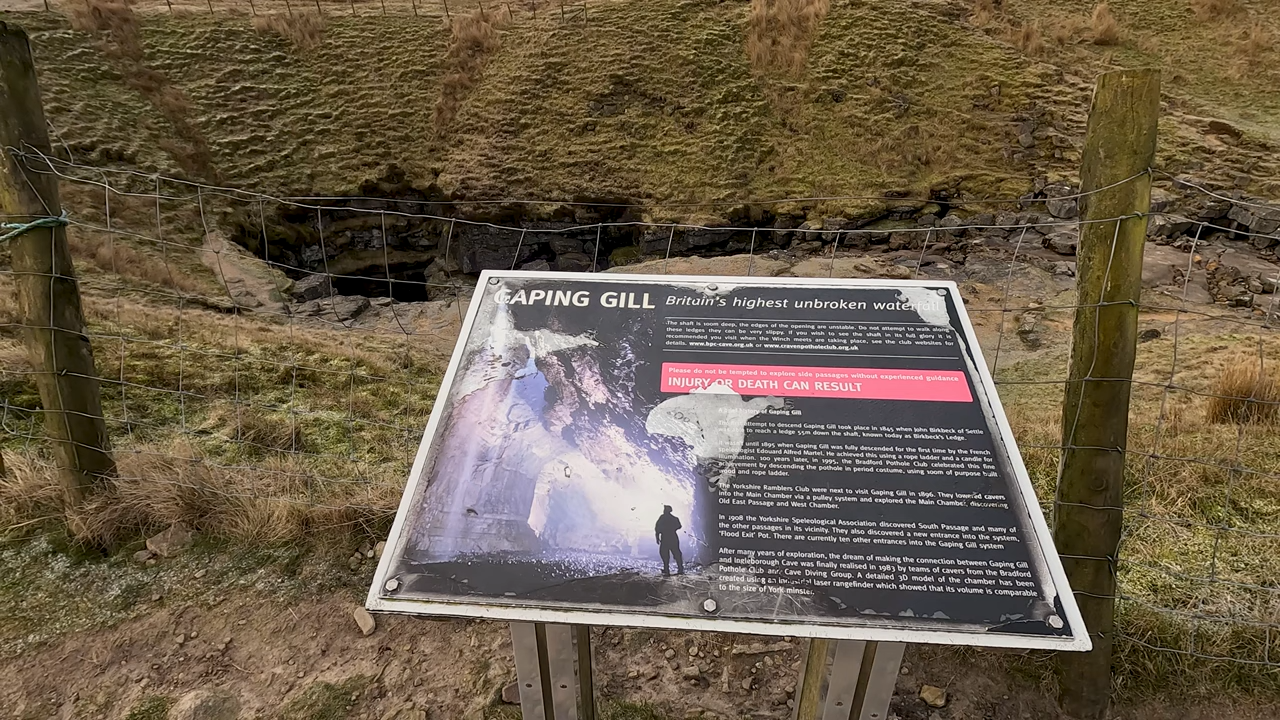 GAPING GILL Britain's highest unbroken waterfall
The shaft is 100m deep, the edges of the opening are unstable. Do not attempt to walk along
these ledges they can be very slippy. If you wish to see the shaft in its full glory it is
recommended you visit when the Winch meets are taking place, see the club websites for
details. www.bpc-cave.org.uk or www.cravenpotholeclub.org.uk
Please do not be tempted to explore side passages without experienced guidance
INJURY OR DEATH CAN RESULT
history of Gaping Gill
attempt to descend Gaping Gill took place in 1845 when John Birkbeck of Settle
to reach a ledge 55m down the shaft, known today as Birkbeck's Ledge.
until 1895 when Gaping Gill was fully descended for the first time by the French
Speleologist Edouard Alfred Martel. He achieved this using a rope ladder and a candle for
illumination. 100 years later, in 1995, the Bradford Pothole Club celebrated this fine
achievement by descending the pothole in period costume, using 100m of purpose built
wood and rope ladder.
The Yorkshire Ramblers Club were next to visit Gaping Gill in 1896. They lowered cavers
into the Main Chamber via a pulley system and explored the Main Chamber, discovering
Old East Passage and West Chamber.
In 1908 the Yorkshire Speleological Association discovered South Passage and many of
the other passages in its vicinity. They also discovered a new entrance into the system,
'Flood Exit' Pot. There are currently ten other entrances into the Gaping Gill system
After many years of exploration, the dream of making the connection between Gaping Gill
and Ingleborough Cave was finally realised in 1983 by teams of cavers from the Bradford
Pothole Club and Cave Diving Group. A detailed 3D model of the chamber has been
created using an industrial laser rangefinder which showed that its volume is comparable
to the size of York minster.